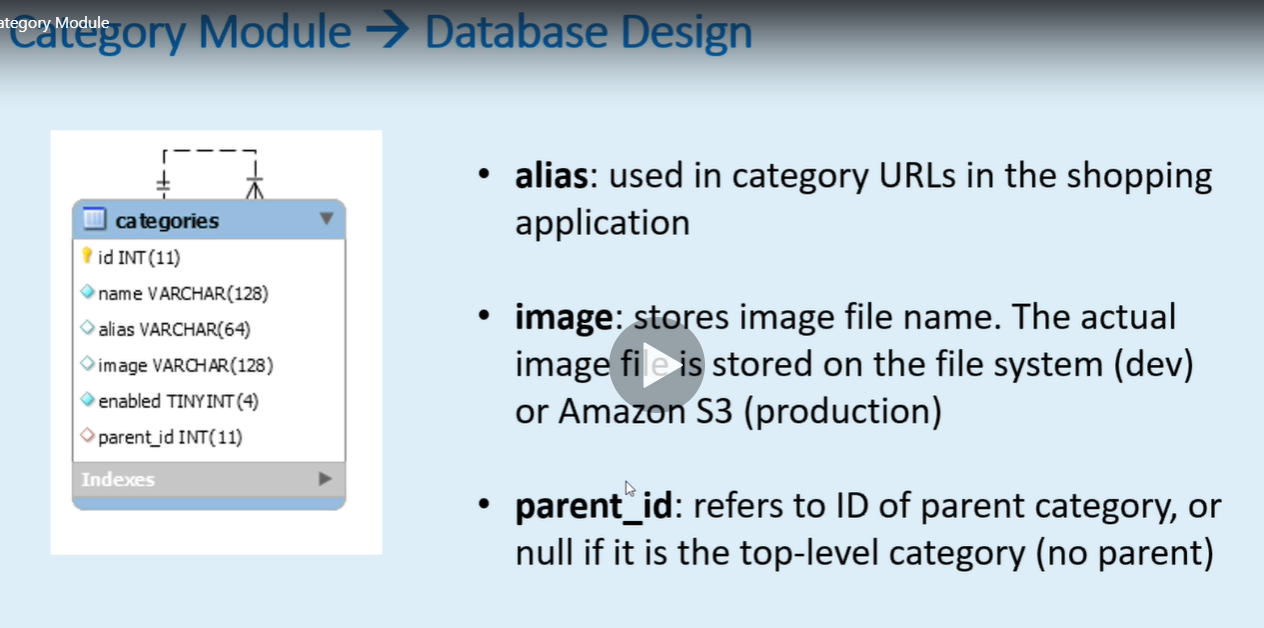 ategory Module
Category Module → Database Design
categories
id INT(11)
name VARCHAR(128)
alias VARCHAR(64)
image VARCHAR(128)
enabled TINYINT(4)
parent_id INT(11)
Indexes
• alias: used in category URLs in the shopping
application
• image: stores image file name. The actual
image file is stored on the file system (dev)
or Amazon S3 (production)
• parent_id: refers to ID of parent category, or
null if it is the top-level category (no parent)